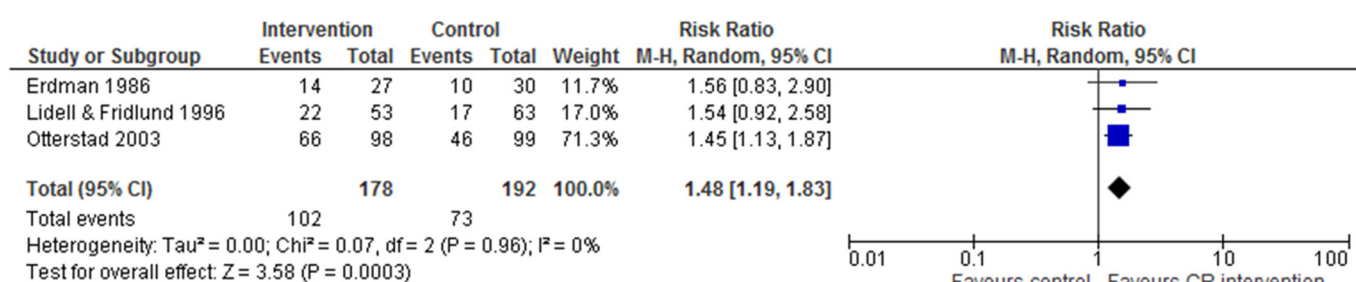 Intervention Control Risk Ratio Risk Ratio
Study or Subgroup Events Total Events Total Weight M-H, Random, 95% CI M-H, Random, 95% CI
Erdman 1986 14 27 10 30 11.7% 1.56 [0.83, 2.90]
Lidell & Fridlund 1996 22 53 17 63 17.0% 1.54 [0.92, 2.58]
Otterstad 2003 66 98 46 99 71.3% 1.45 [1.13, 1.87]
Total (95% CI) 178 192 100.0% 1.48 [1.19, 1.83]
Total events 102 73
Heterogeneity: Tau² = 0.00; Chi² = 0.07, df = 2 (P = 0.96); I² = 0%
Test for overall effect: Z = 3.58 (P = 0.0003)
0.01 0.1 1 10 100
Favours control Favours CR intervention